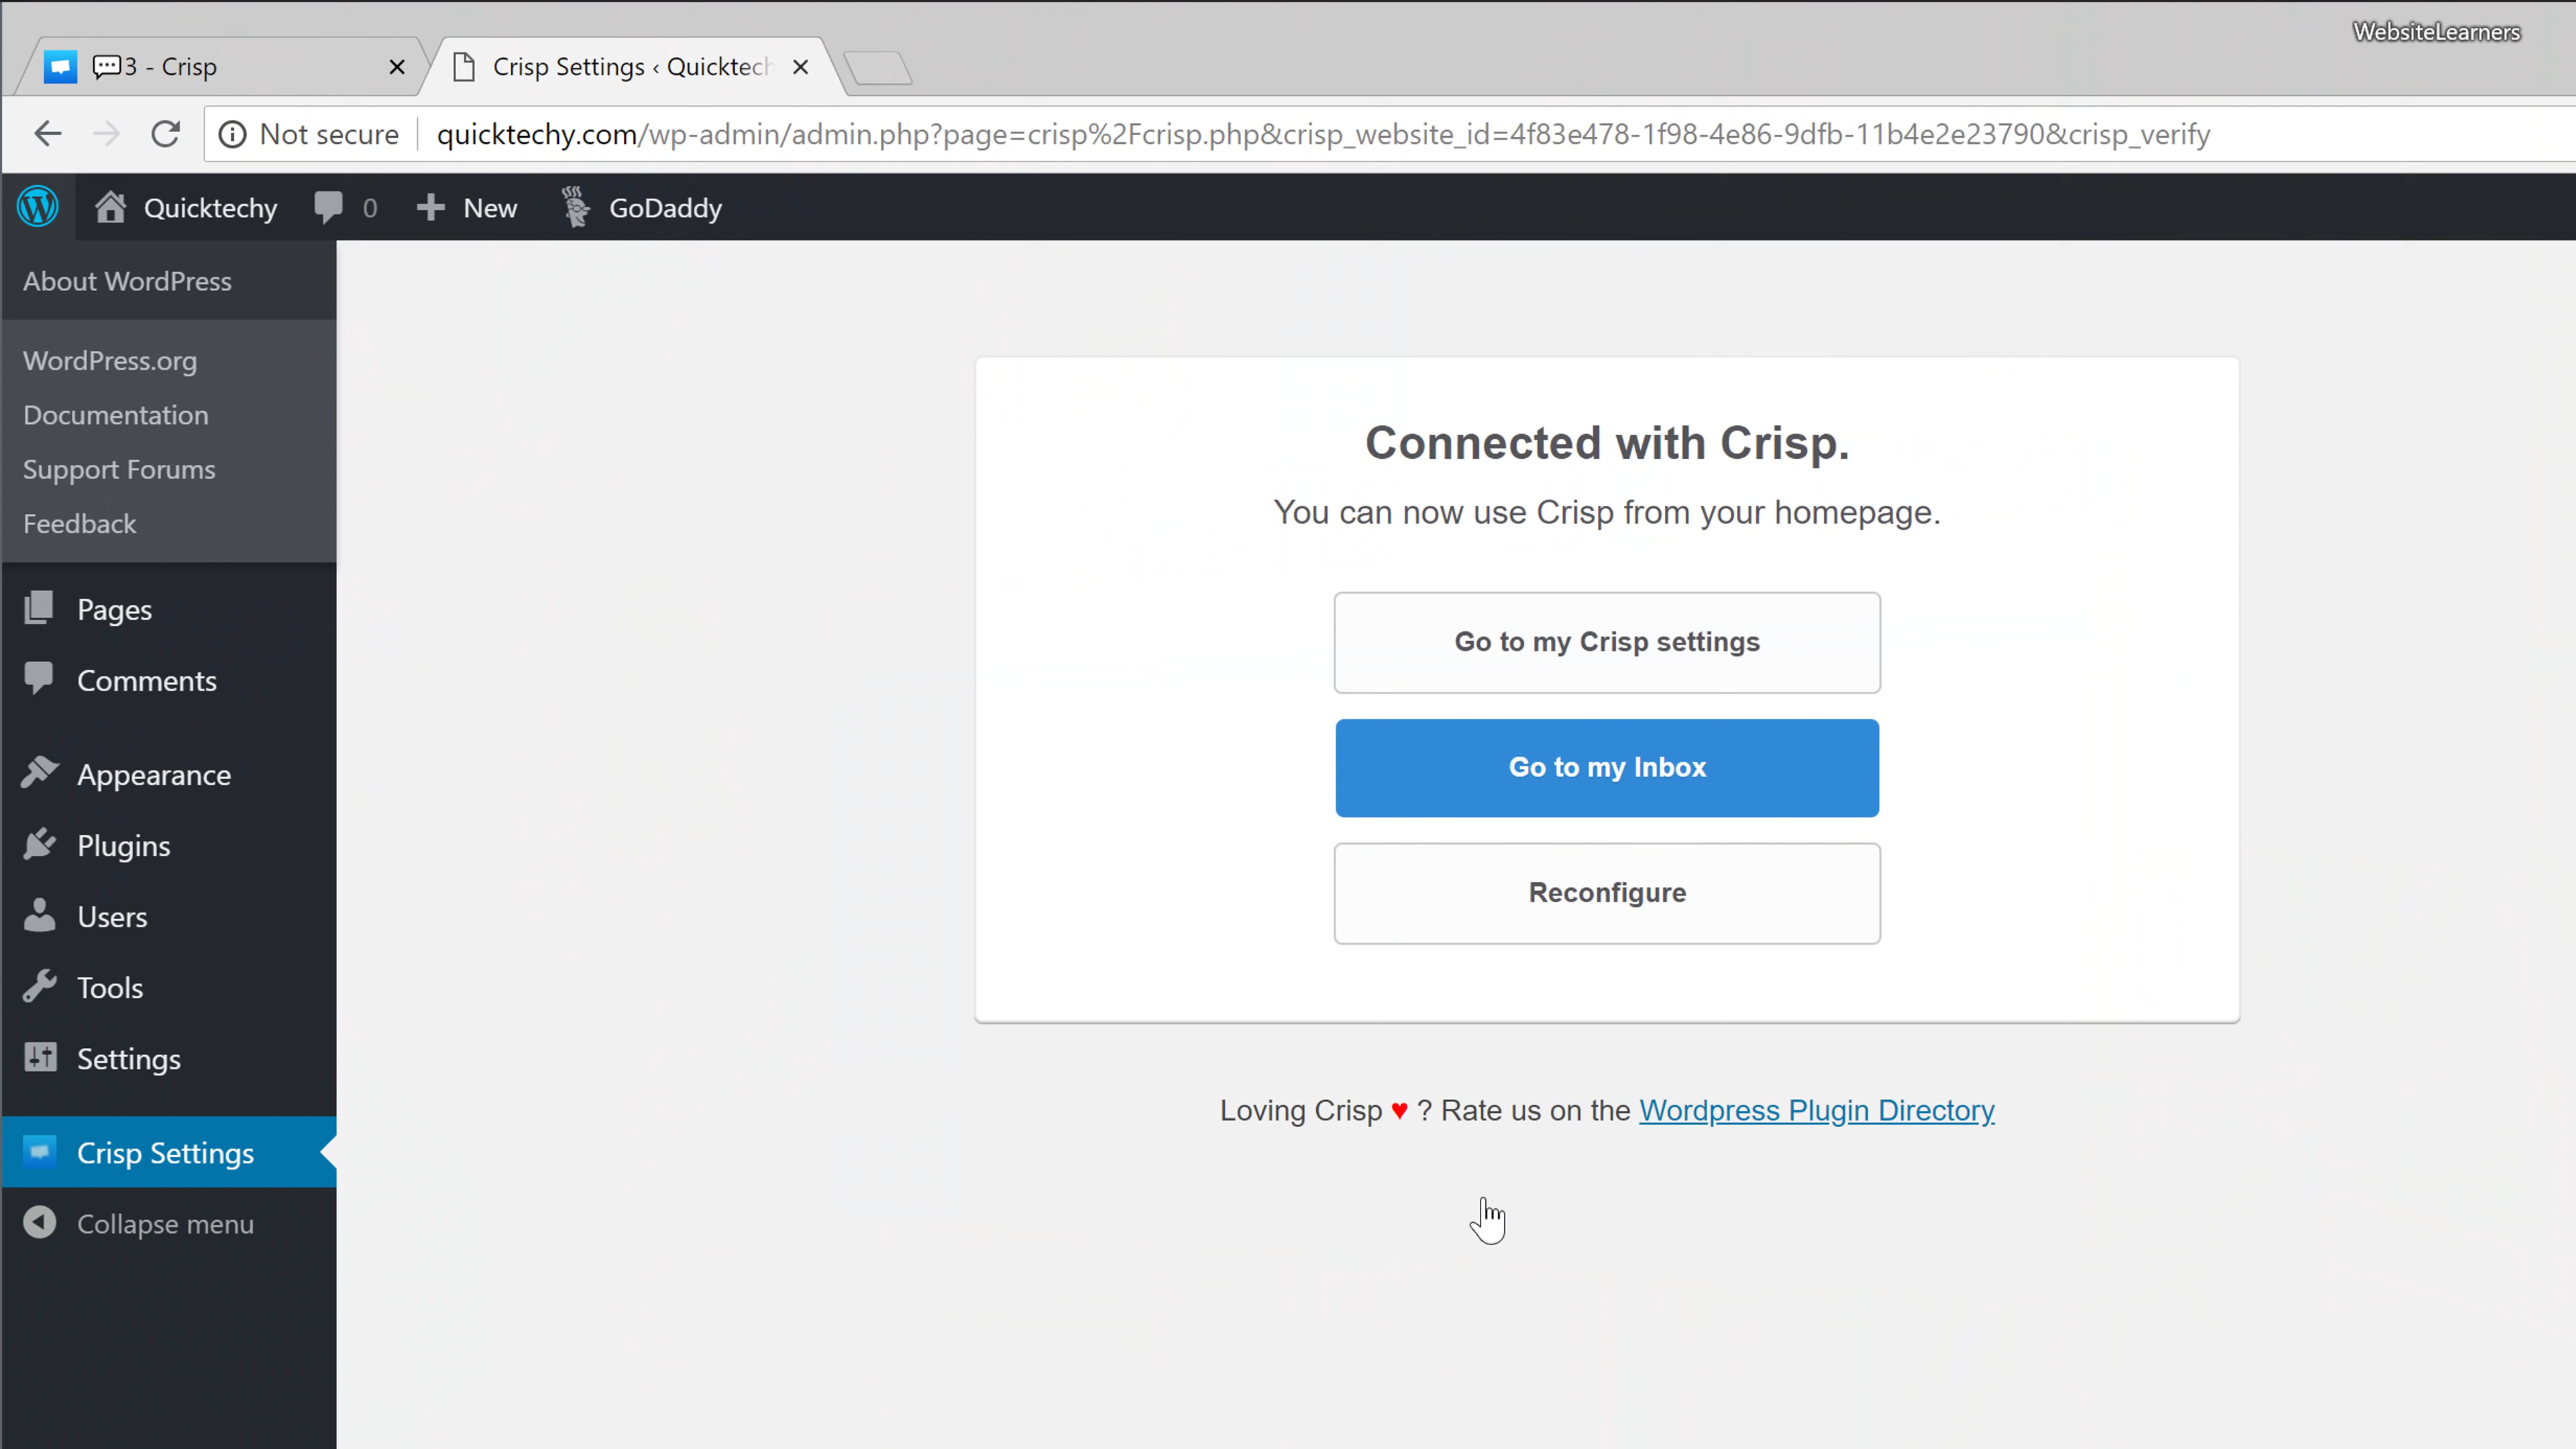 WebsiteLearners
3 - Crisp
Crisp Settings ‹ Quicktech
Not secure
quicktechy.com/wp-admin/admin.php?page=crisp%2Fcrisp.php&crisp_website_id=4f83e478-1f98-4e86-9dfb-11b4e2e23790&crisp_verify
Quicktechy 0 + New GoDaddy
About WordPress
WordPress.org
Documentation
Support Forums
Feedback
Pages
Comments
Appearance
Plugins
Users
Tools
Settings
Crisp Settings
Collapse menu
Connected with Crisp.
You can now use Crisp from your homepage.
Go to my Crisp settings
Go to my Inbox
Reconfigure
Loving Crisp ♥ ? Rate us on the Wordpress Plugin Directory